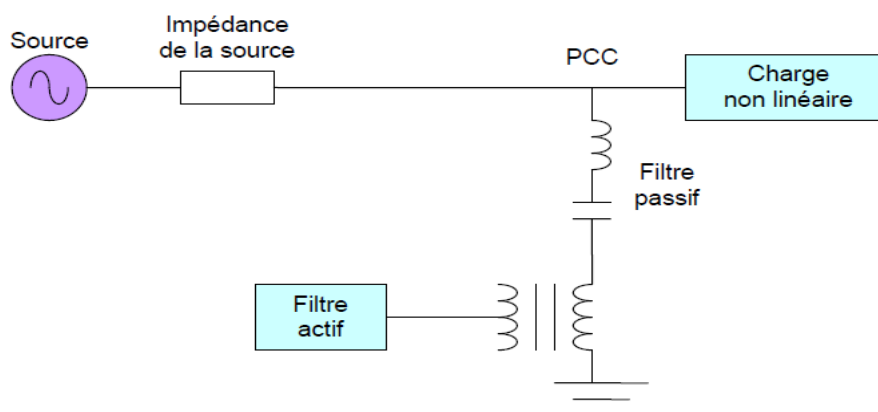 Source
Impédance
de la source
PCC
Charge
non linéaire
Filtre
passif
Filtre
actif